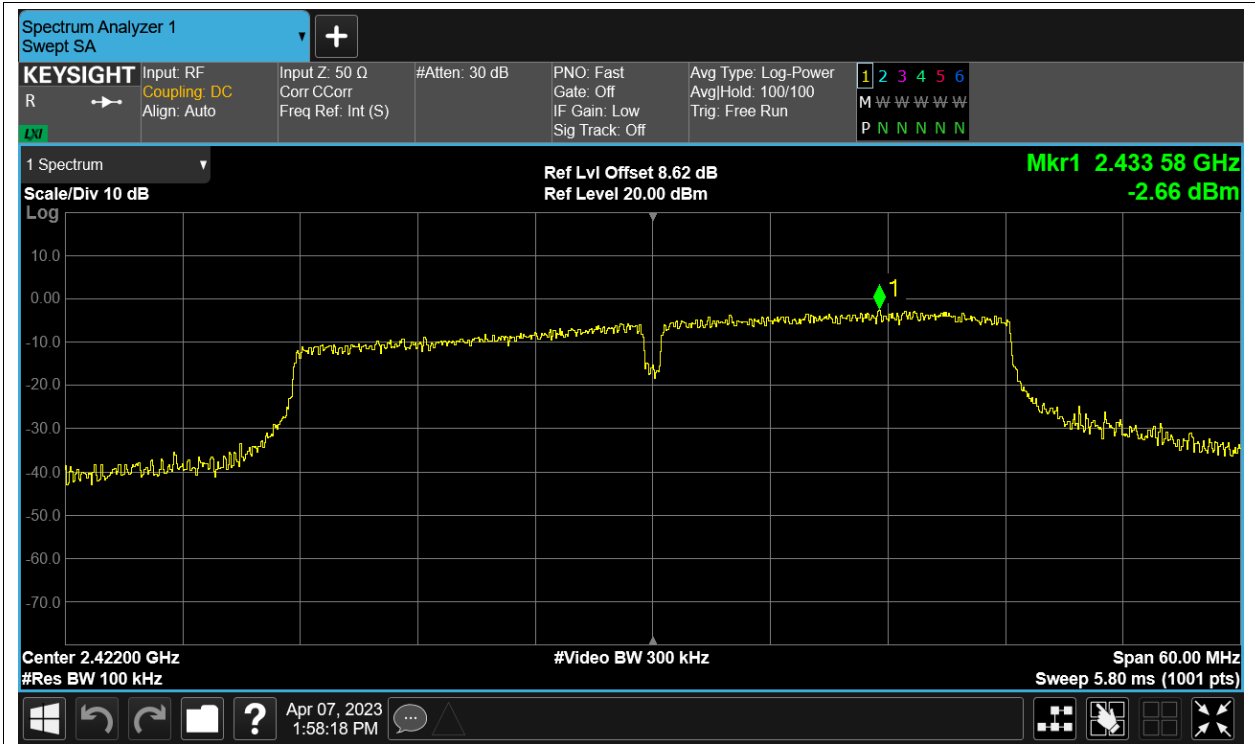 Spectrum Analyzer 1
Swept SA
KEYSIGHT
R
LXI
Input: RF
Coupling: DC
Align: Auto
Input Z: 50 Ω
Corr CCorr
Freq Ref: Int (S)
#Atten: 30 dB
PNO: Fast
Gate: Off
IF Gain: Low
Sig Track: Off
Avg Type: Log-Power
Avg|Hold: 100/100
Trig: Free Run
1 2 3 4 5 6
M W W W W W
P N N N N N
1 Spectrum
Scale/Div 10 dB
Log
Ref Lvl Offset 8.62 dB
Ref Level 20.00 dBm
Mkr1 2.433 58 GHz
-2.66 dBm
10.0
0.00
-10.0
-20.0
-30.0
-40.0
-50.0
-60.0
-70.0
1
Center 2.42200 GHz
#Res BW 100 kHz
#Video BW 300 kHz
Span 60.00 MHz
Sweep 5.80 ms (1001 pts)
?
Apr 07, 2023
1:58:18 PM